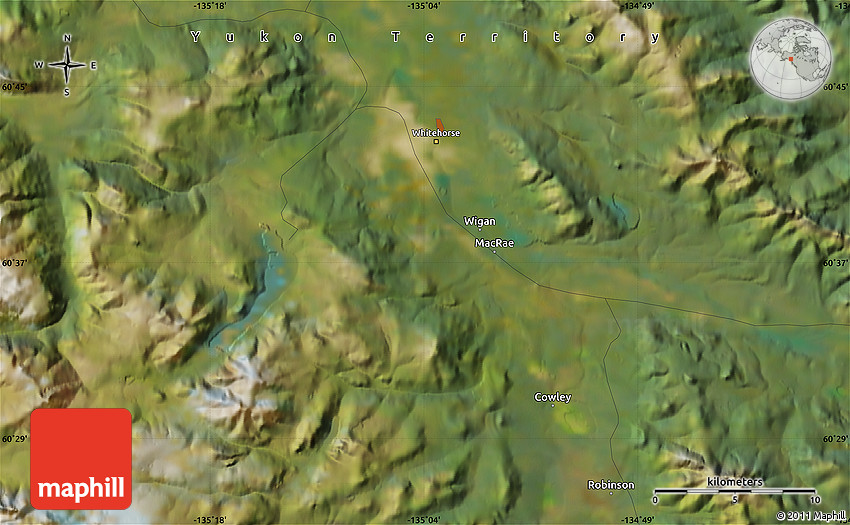 -135°18' -135°04' -134°49' -13
Yukon Territory
N
W E
S
60°45' 60°45'
Whitehorse
Wigan
MacRae
60°37' 60°37'
Cowley
60°29' 60°29'
maphill
Robinson
kilometers
0 5 10
-135°18' -135°04' -134°49'
© 2011 Maphill